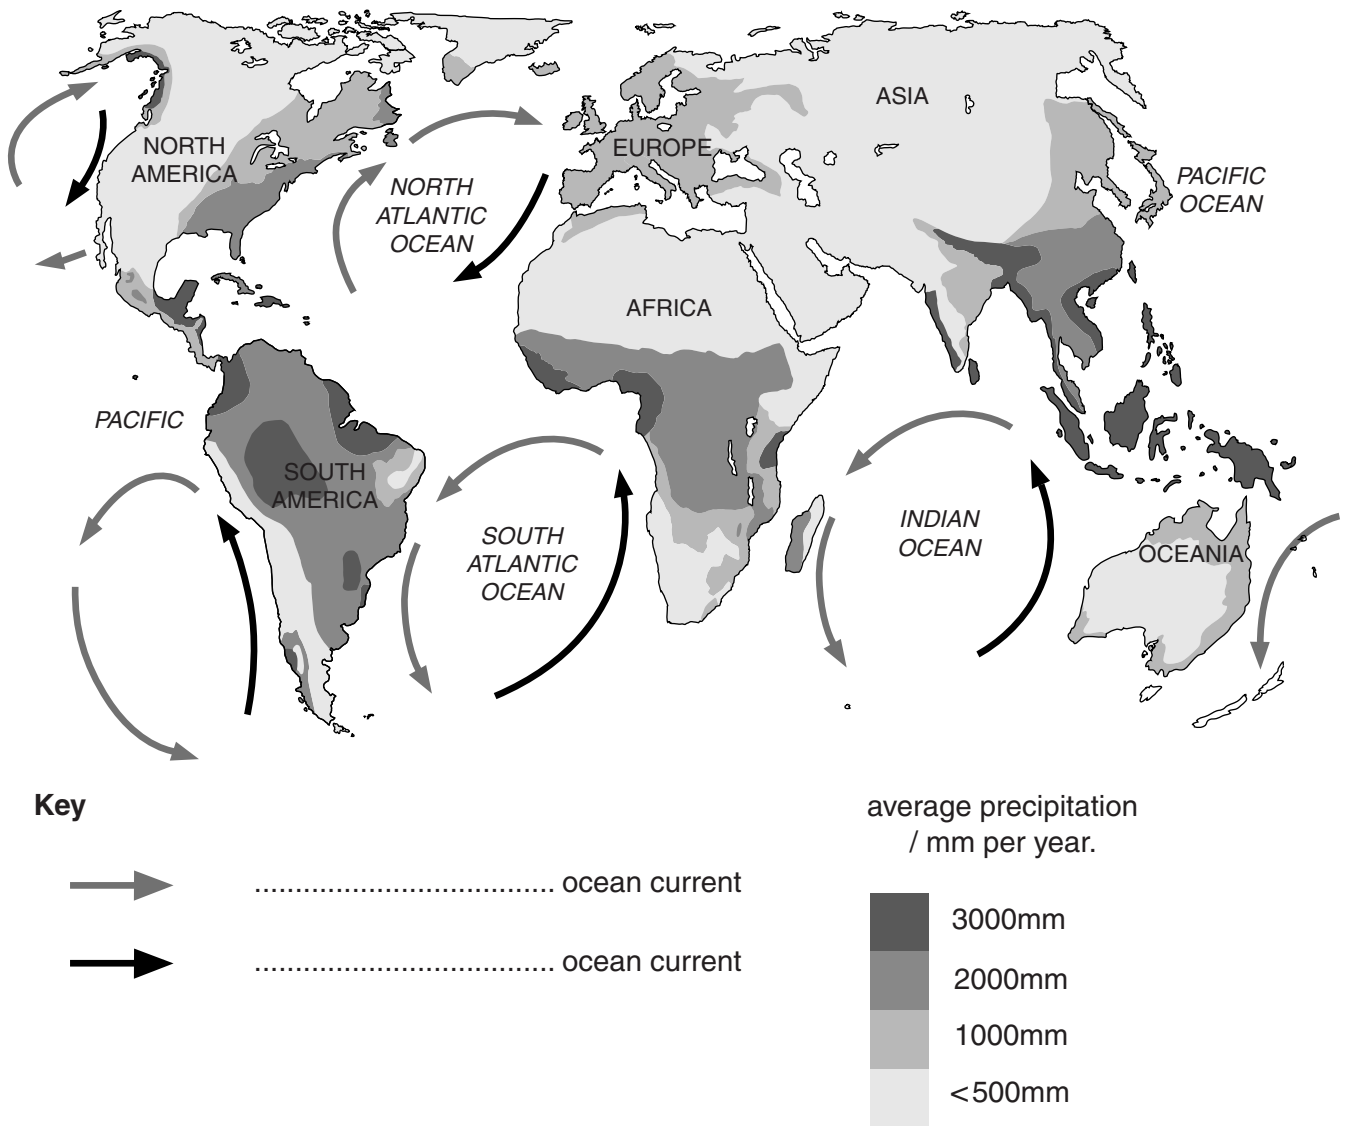 NORTH
AMERICA
NORTH
ATLANTIC
OCEAN
EUROPE
ASIA
PACIFIC
OCEAN
AFRICA
PACIFIC
SOUTH
AMERICA
SOUTH
ATLANTIC
OCEAN
INDIAN
OCEAN
OCEANIA
Key
..................................... ocean current
..................................... ocean current
average precipitation
/ mm per year.
3000mm
2000mm
1000mm
<500mm